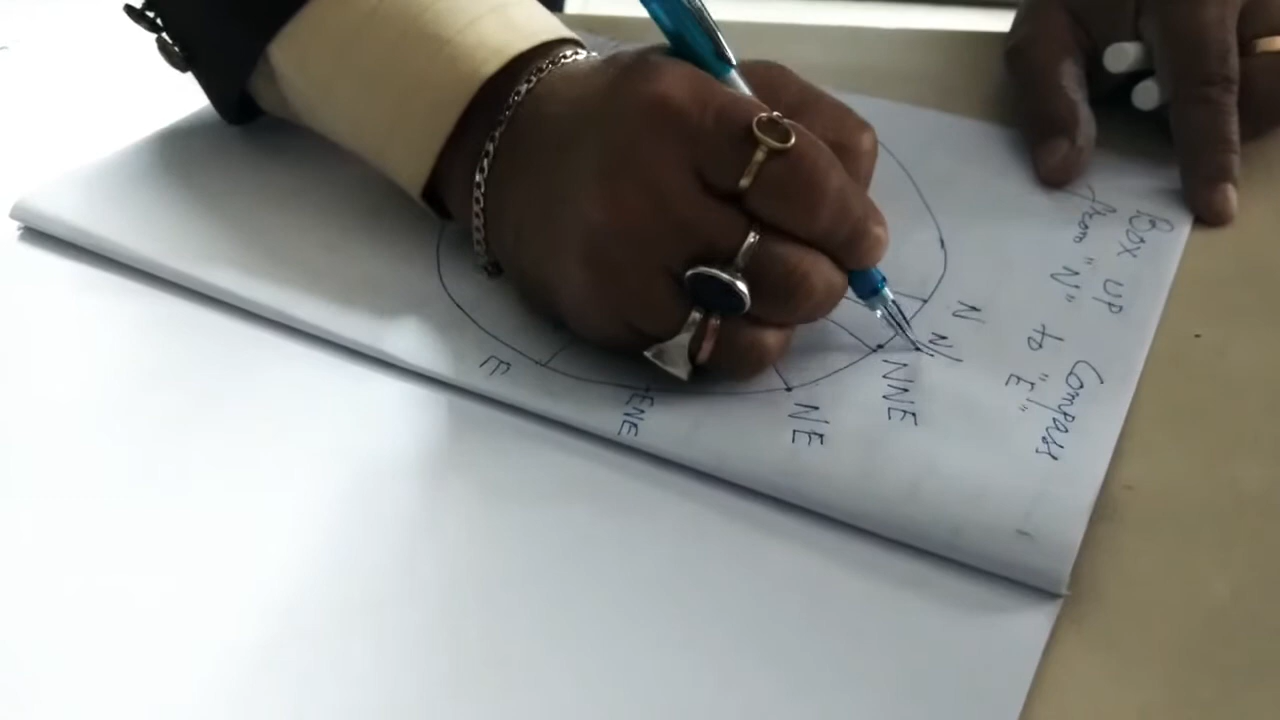 Box up Compass
from "N" to "E"
N
N
NNE
NE
ENE
E